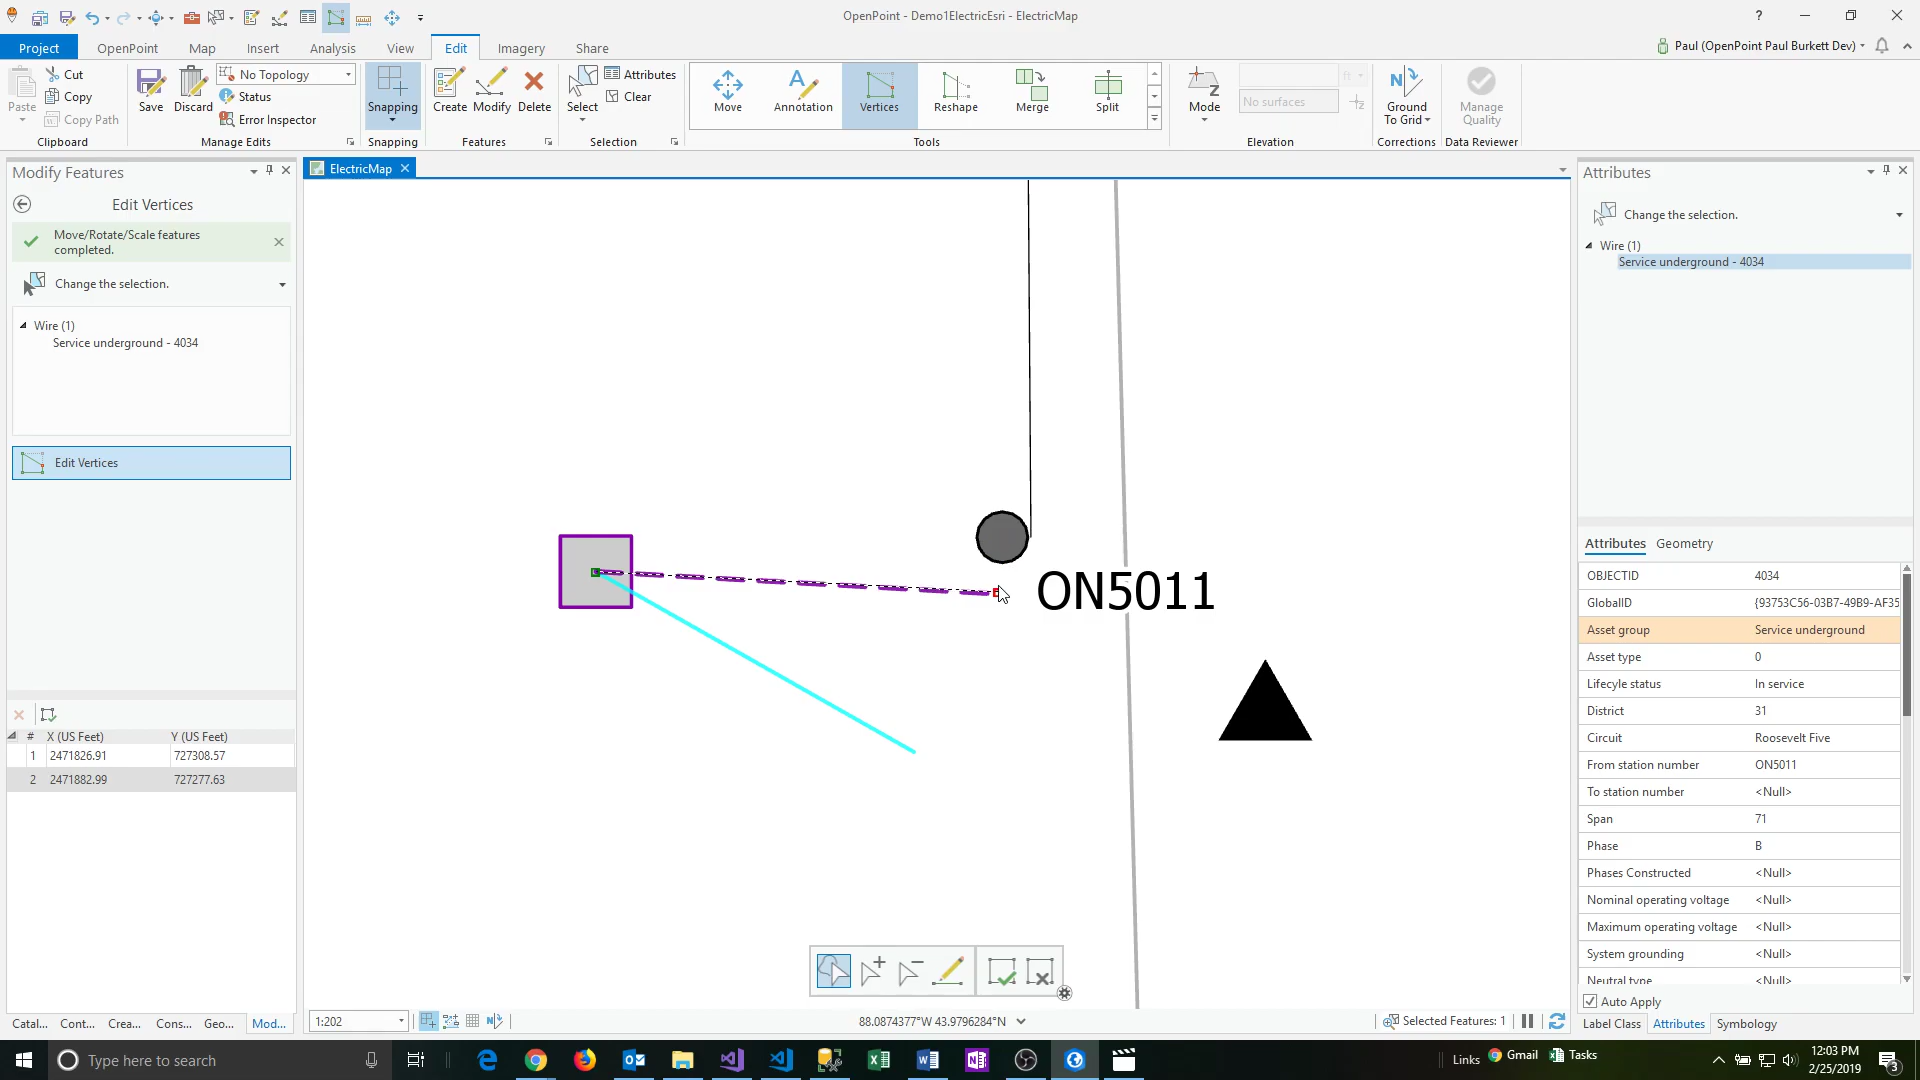 OpenPoint - Demo1ElectricEsri - ElectricMap
?
Project
OpenPoint
Map
Insert
Analysis
View
Edit
Imagery
Share
Paul (OpenPoint Paul Burkett Dev)
Paste
Cut
Copy
Copy Path
Clipboard
Save
Discard
No Topology
Status
Error Inspector
Manage Edits
Snapping
Snapping
Create
Modify
Delete
Features
Select
Attributes
Clear
Selection
Move
Annotation
Vertices
Reshape
Merge
Split
Tools
Mode
ft
No surfaces
Elevation
Ground
To Grid
Corrections
Manage
Quality
Data Reviewer
Modify Features
Edit Vertices
Move/Rotate/Scale features
completed.
Change the selection.
Wire (1)
Service underground - 4034
Edit Vertices
# X (US Feet) Y (US Feet)
1 2471826.91 727308.57
2 2471882.99 727277.63
Catal...
Cont...
Crea...
Cons...
Geo...
Mod...
ElectricMap
ON5011
1:202
88.0874377°W 43.9796284°N
Selected Features: 1
Attributes
Change the selection.
Wire (1)
Service underground - 4034
Attributes
Geometry
OBJECTID 4034
GlobalID {93753C56-03B7-49B9-AF35
Asset group Service underground
Asset type 0
Lifecyle status In service
District 31
Circuit Roosevelt Five
From station number ON5011
To station number <Null>
Span 71
Phase B
Phases Constructed <Null>
Nominal operating voltage <Null>
Maximum operating voltage <Null>
System grounding <Null>
Neutral type <Null>
Auto Apply
Label Class
Attributes
Symbology
Type here to search
Links
Gmail
Tasks
12:03 PM
2/25/2019
3